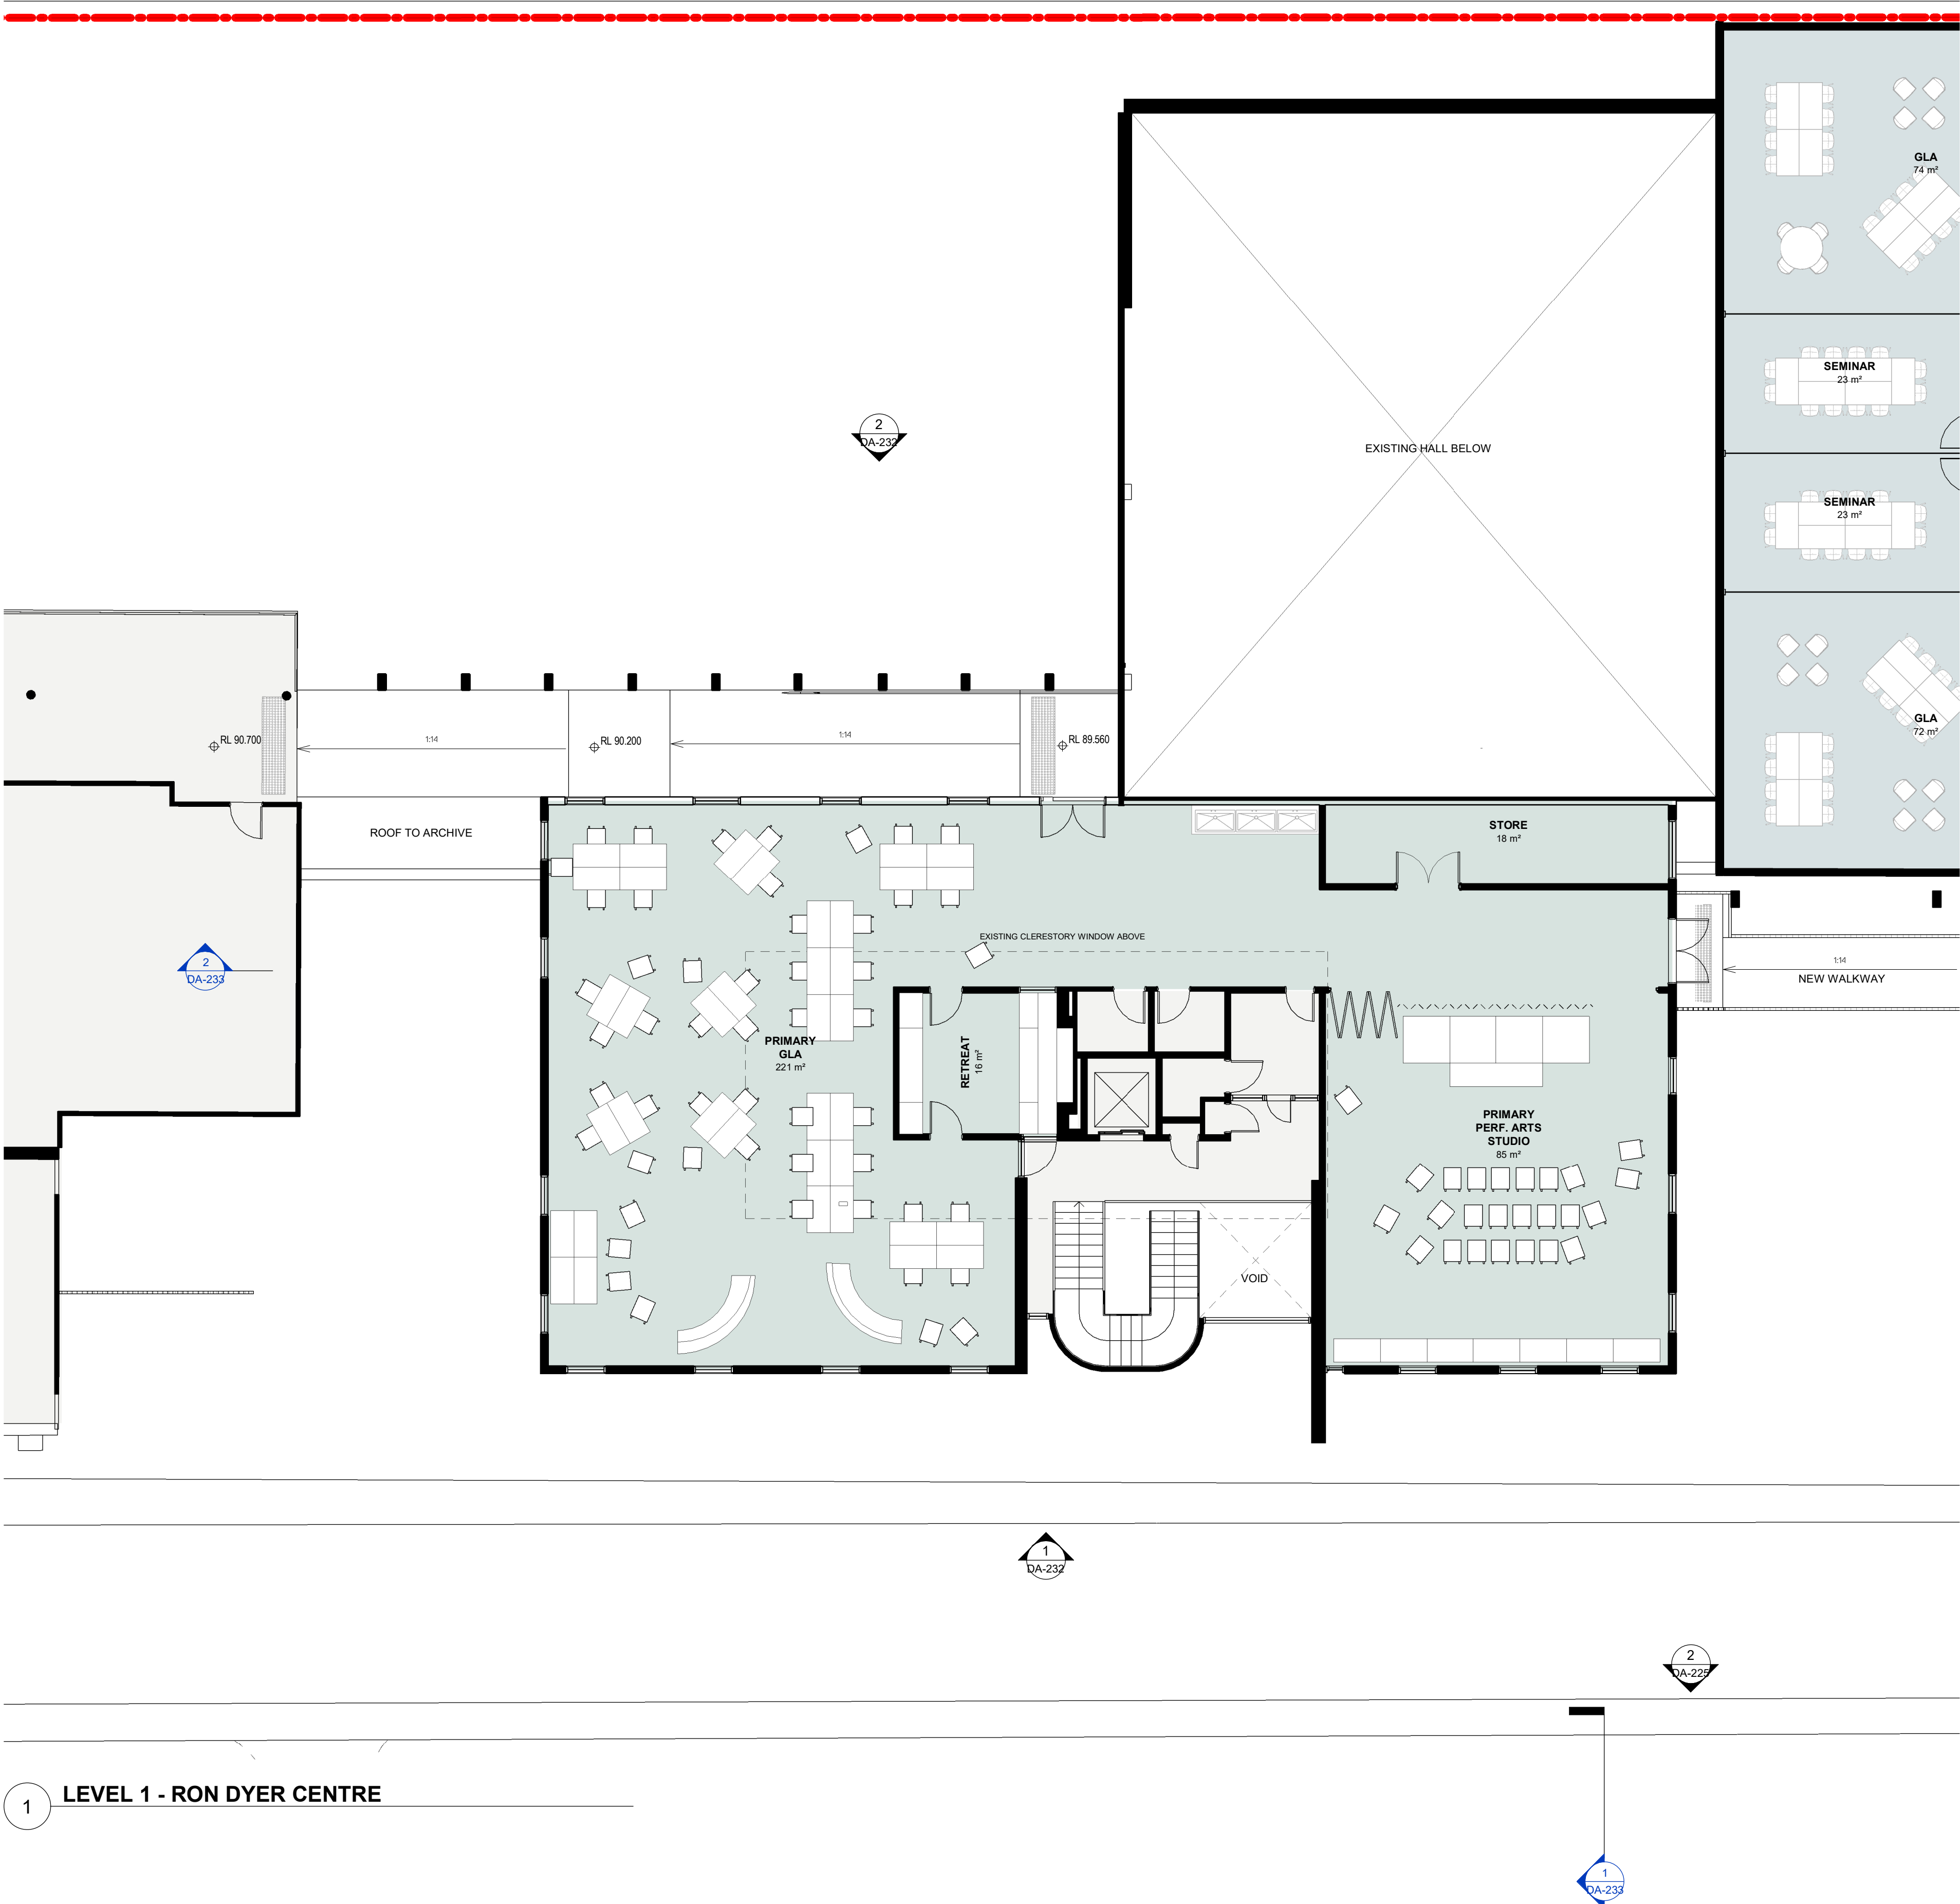 GLA
74 m²
SEMINAR
23 m²
2
DA-232
EXISTING HALL BELOW
SEMINAR
23 m²
GLA
72 m²
RL 90.700
1:14
RL 90.200
1:14
RL 89.560
ROOF TO ARCHIVE
STORE
18 m²
EXISTING CLERESTORY WINDOW ABOVE
2
DA-233
1:14
NEW WALKWAY
PRIMARY
GLA
221 m²
RETREAT
16 m²
PRIMARY
PERF. ARTS
STUDIO
85 m²
VOID
1
DA-232
2
DA-225
1
LEVEL 1 - RON DYER CENTRE
1
DA-233